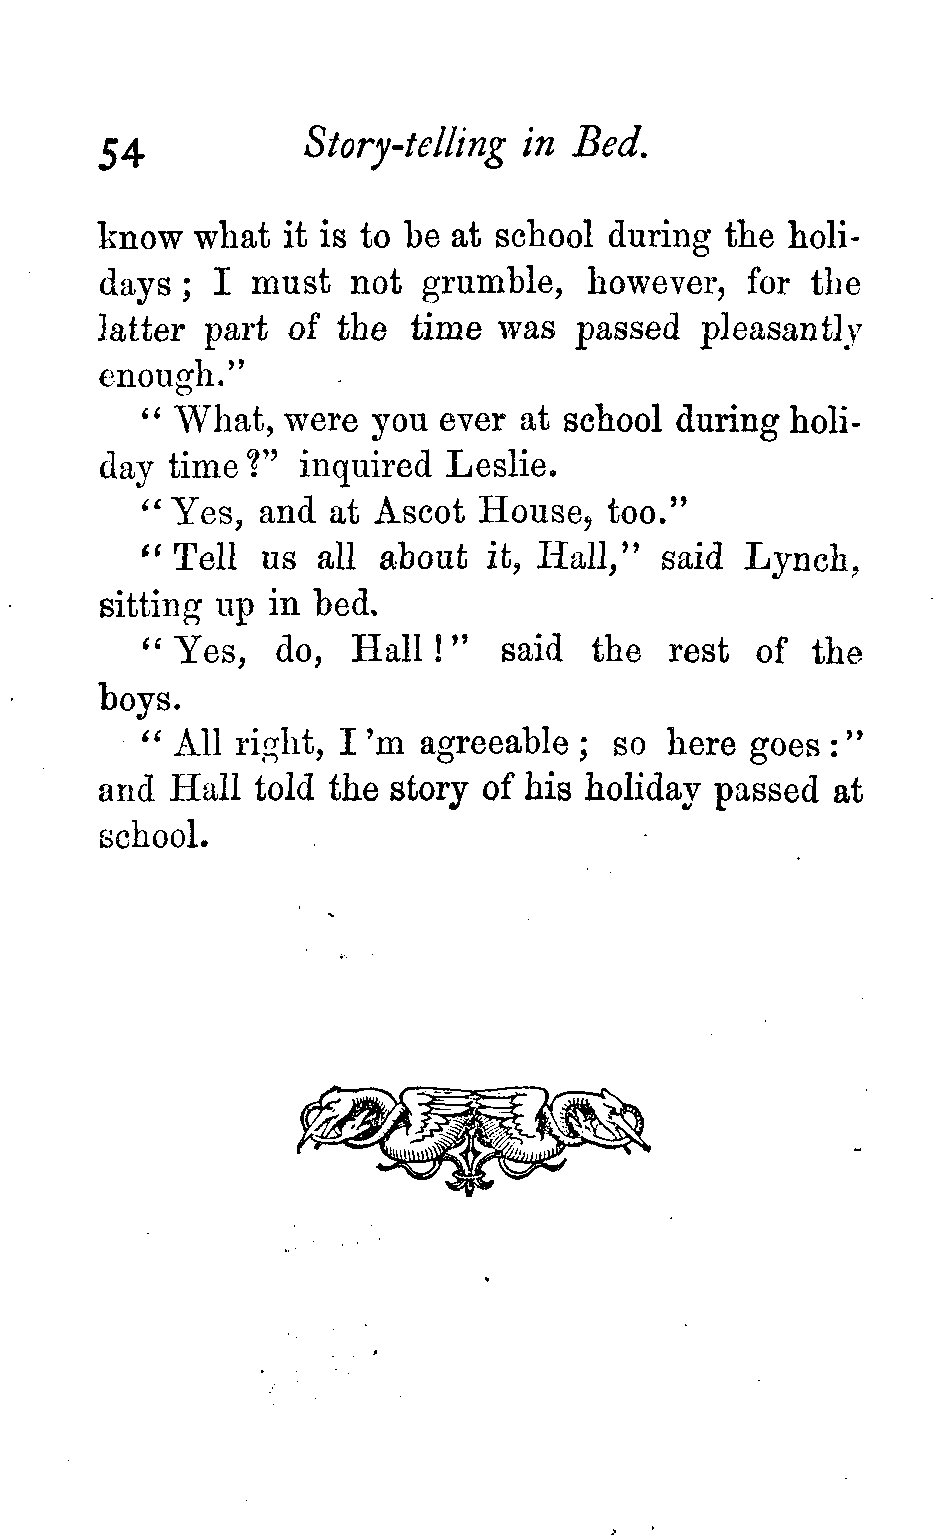 54 Story-telling in Bed.
know what it is to be at school during the holi-
days ; I must not grumble, however, for the
latter part of the time was passed pleasantly
enough."
" What, were you ever at school during holi-
day time ?" inquired Leslie.
" Yes, and at Ascot House, too."
" Tell us all about it, Hall," said Lynch,
sitting up in bed.
" Yes, do, Hall ! " said the rest of the
boys.
" All right, I 'm agreeable ; so here goes :"
and Hall told the story of his holiday passed at
school.